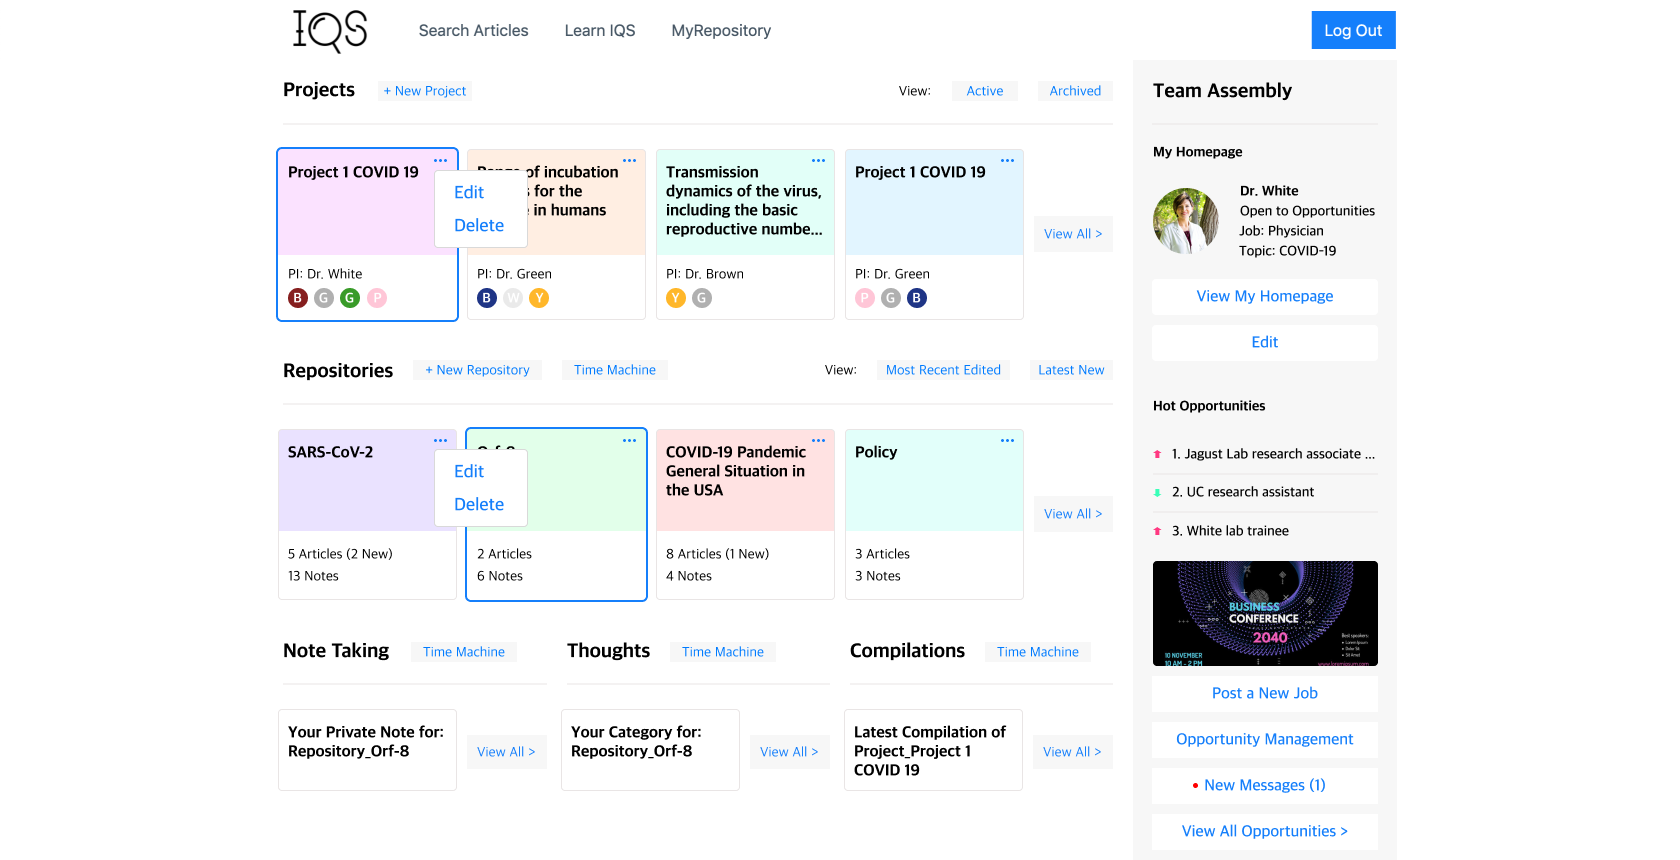 IQS
Search Articles
Learn IQS
MyRepository
Log Out
Projects
+ New Project
View:
Active
Archived
Project 1 COVID 19
PI: Dr. White
B G G P
Edit
Delete
of incubation
s for the
e in humans
PI: Dr. Green
B W Y
Transmission
dynamics of the virus,
including the basic
reproductive numbe...
PI: Dr. Brown
Y G
Project 1 COVID 19
PI: Dr. Green
P G B
View All >
Repositories
+ New Repository
Time Machine
View:
Most Recent Edited
Latest New
SARS-CoV-2
5 Articles (2 New)
13 Notes
Edit
Delete
2 Articles
6 Notes
COVID-19 Pandemic
General Situation in
the USA
8 Articles (1 New)
4 Notes
Policy
3 Articles
3 Notes
View All >
Note Taking
Time Machine
Your Private Note for:
Repository_Orf-8
View All >
Thoughts
Time Machine
Your Category for:
Repository_Orf-8
View All >
Compilations
Time Machine
Latest Compilation of
Project_Project 1
COVID 19
View All >
Team Assembly
My Homepage
Dr. White
Open to Opportunities
Job: Physician
Topic: COVID-19
View My Homepage
Edit
Hot Opportunities
1. Jagust Lab research associate ...
2. UC research assistant
3. White lab trainee
BUSINESS
CONFERENCE
2040
10 NOVEMBER
10 AM - 2 PM
Best speakers:
Post a New Job
Opportunity Management
New Messages (1)
View All Opportunities >